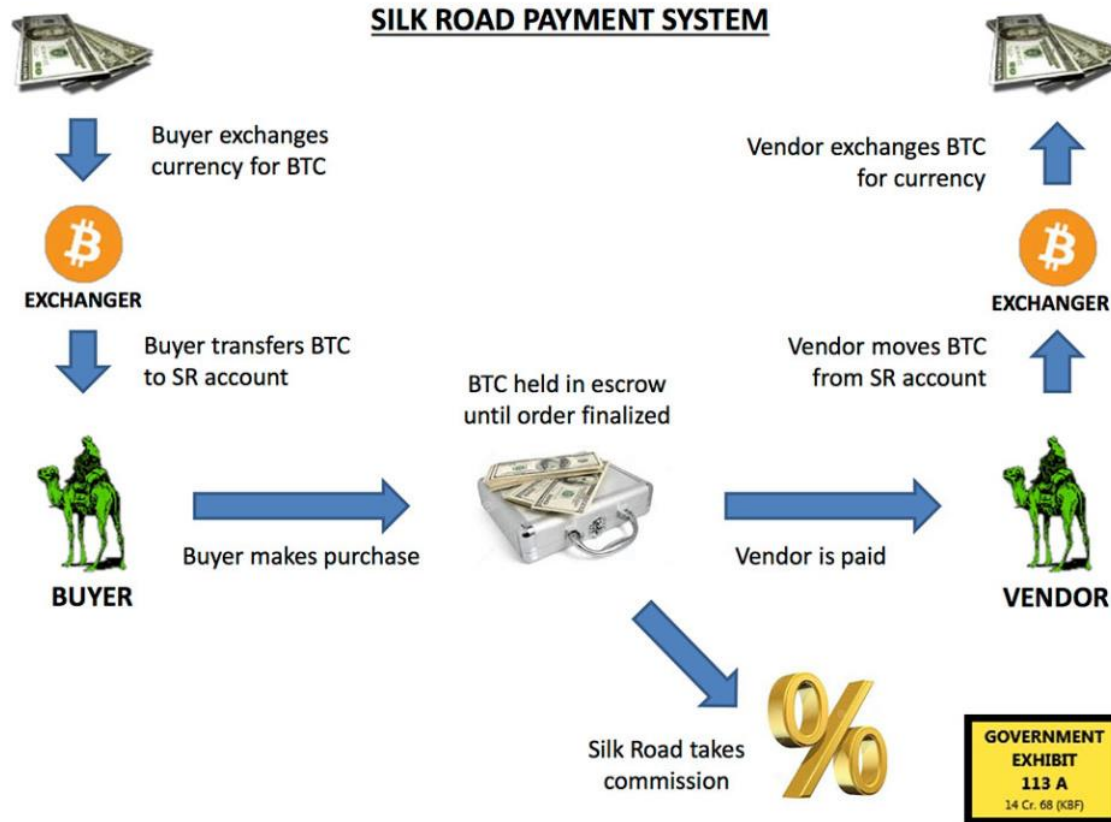 SILK ROAD PAYMENT SYSTEM
Buyer exchanges
currency for BTC
EXCHANGER
Buyer transfers BTC
to SR account
BUYER
Buyer makes purchase
BTC held in escrow
until order finalized
Vendor is paid
Silk Road takes
commission
Vendor exchanges BTC
for currency
EXCHANGER
Vendor moves BTC
from SR account
VENDOR
GOVERNMENT
EXHIBIT
113 A
14 Cr. 68 (KBF)